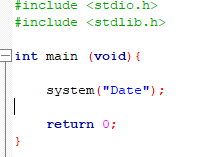 #include <stdio.h>
#include <stdlib.h>
int main (void){
system("Date");
return 0;
}